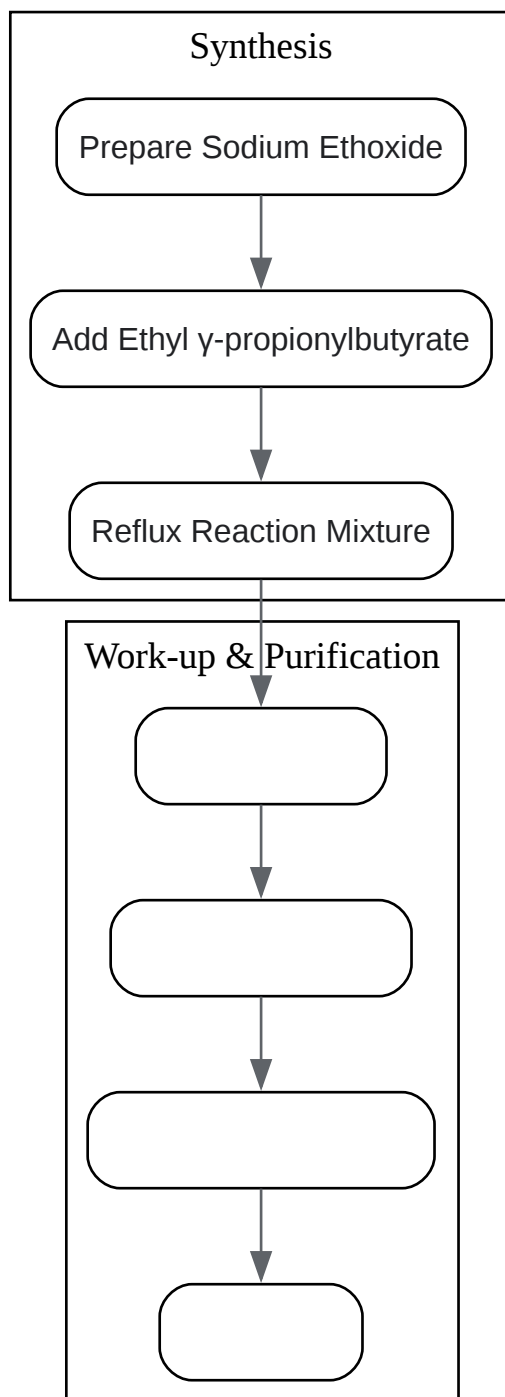 Synthesis
Prepare Sodium Ethoxide
Add Ethyl γ-propionylbutyrate
Reflux Reaction Mixture
Work-up & Purification